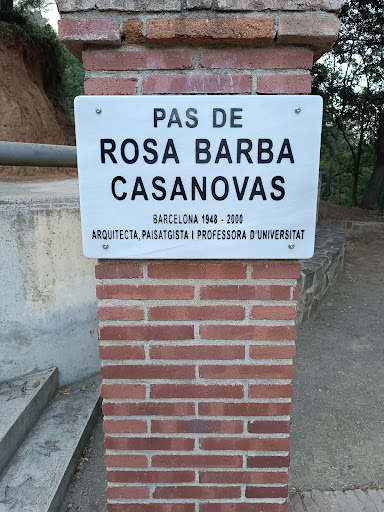 PAS DE
ROSA BARBA
CASANOVAS
BARCELONA 1948 - 2000
ARQUITECTA, PAISATGISTA I PROFESSORA D'UNIVERSITAT